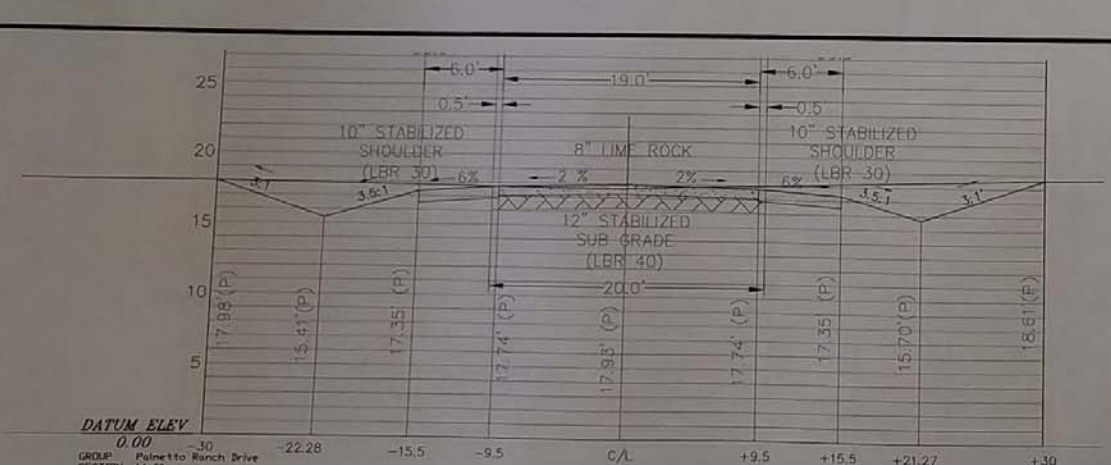 6.0'
19.0'
6.0'
0.5'
0.5'
25
20
15
10
5
10" STABILIZED
SHOULDER
(LBR 30)
8" LIME ROCK
10" STABILIZED
SHOULDER
(LBR 30)
3:1
3.5:1
6%
2 %
2%
6%
3.5:1
3:1'
12" STABILIZED
SUB GRADE
(LBR 40)
20.0'
17.98'(P)
15.41'(P)
17.35' (P)
17.74' (P)
17.93' (P)
17.74' (P)
17.35' (P)
15.70'(P)
18.61'(P)
DATUM ELEV
0.00
-30
-22.28
-15.5
-9.5
C/L
+9.5
+15.5
+21.27
+30
GROUP Palmetto Ranch Drive